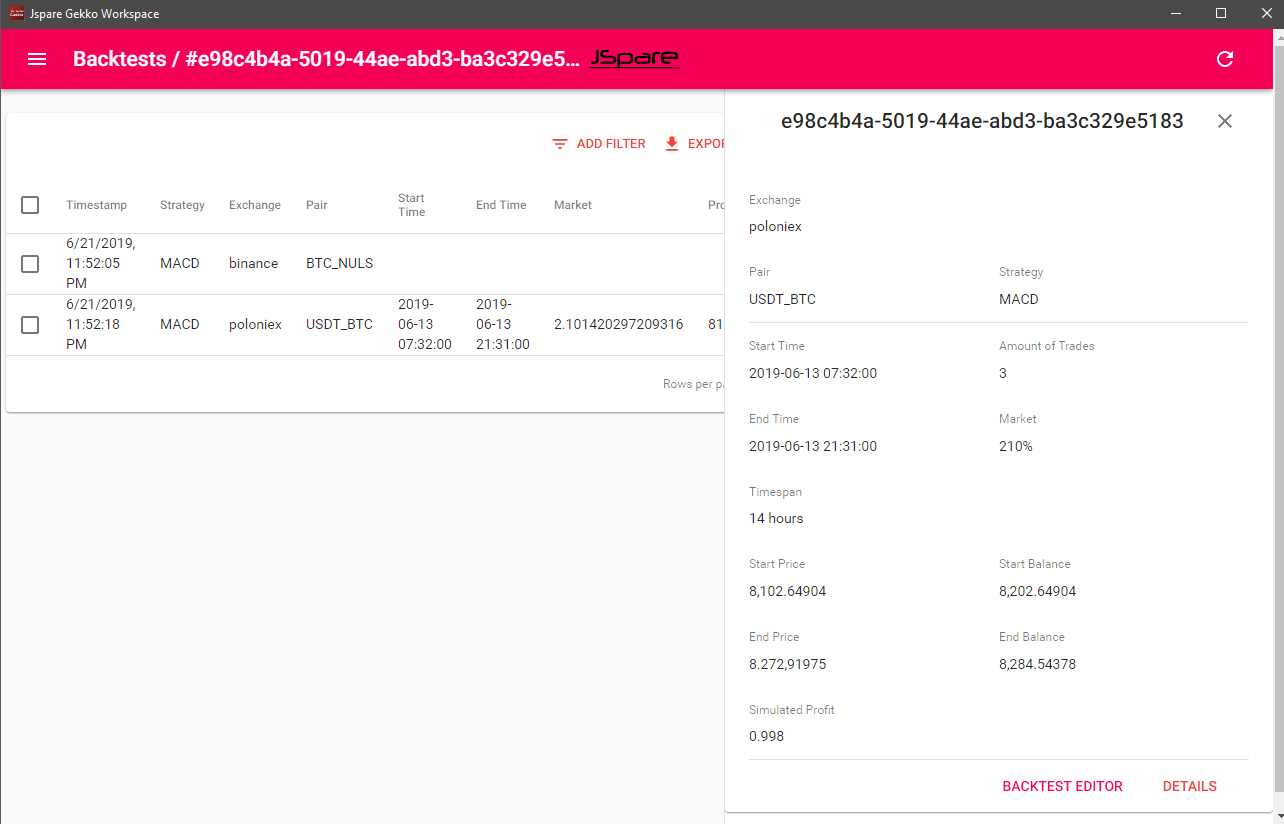 Jspare Gekko Workspace
Backtests / #e98c4b4a-5019-44ae-abd3-ba3c329e5... JSpare
ADD FILTER EXPOR
Timestamp Strategy Exchange Pair Start Time End Time Market Pro
6/21/2019, 11:52:05 PM MACD binance BTC_NULS
6/21/2019, 11:52:18 PM MACD poloniex USDT_BTC 2019-06-13 07:32:00 2019-06-13 21:31:00 2.101420297209316 81
Rows per pa
e98c4b4a-5019-44ae-abd3-ba3c329e5183
Exchange
poloniex
Pair Strategy
USDT_BTC MACD
Start Time Amount of Trades
2019-06-13 07:32:00 3
End Time Market
2019-06-13 21:31:00 210%
Timespan
14 hours
Start Price Start Balance
8,102.64904 8,202.64904
End Price End Balance
8.272,91975 8,284.54378
Simulated Profit
0.998
BACKTEST EDITOR DETAILS